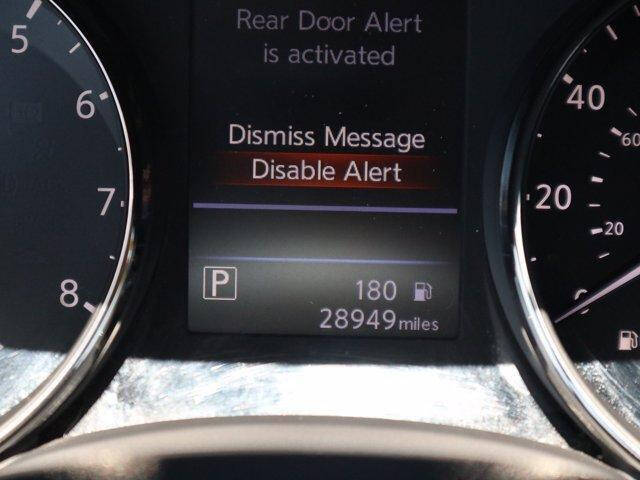 Rear Door Alert
is activated
Dismiss Message
Disable Alert
P
180
28949 miles
5
6
7
8
40
60
20
20
0